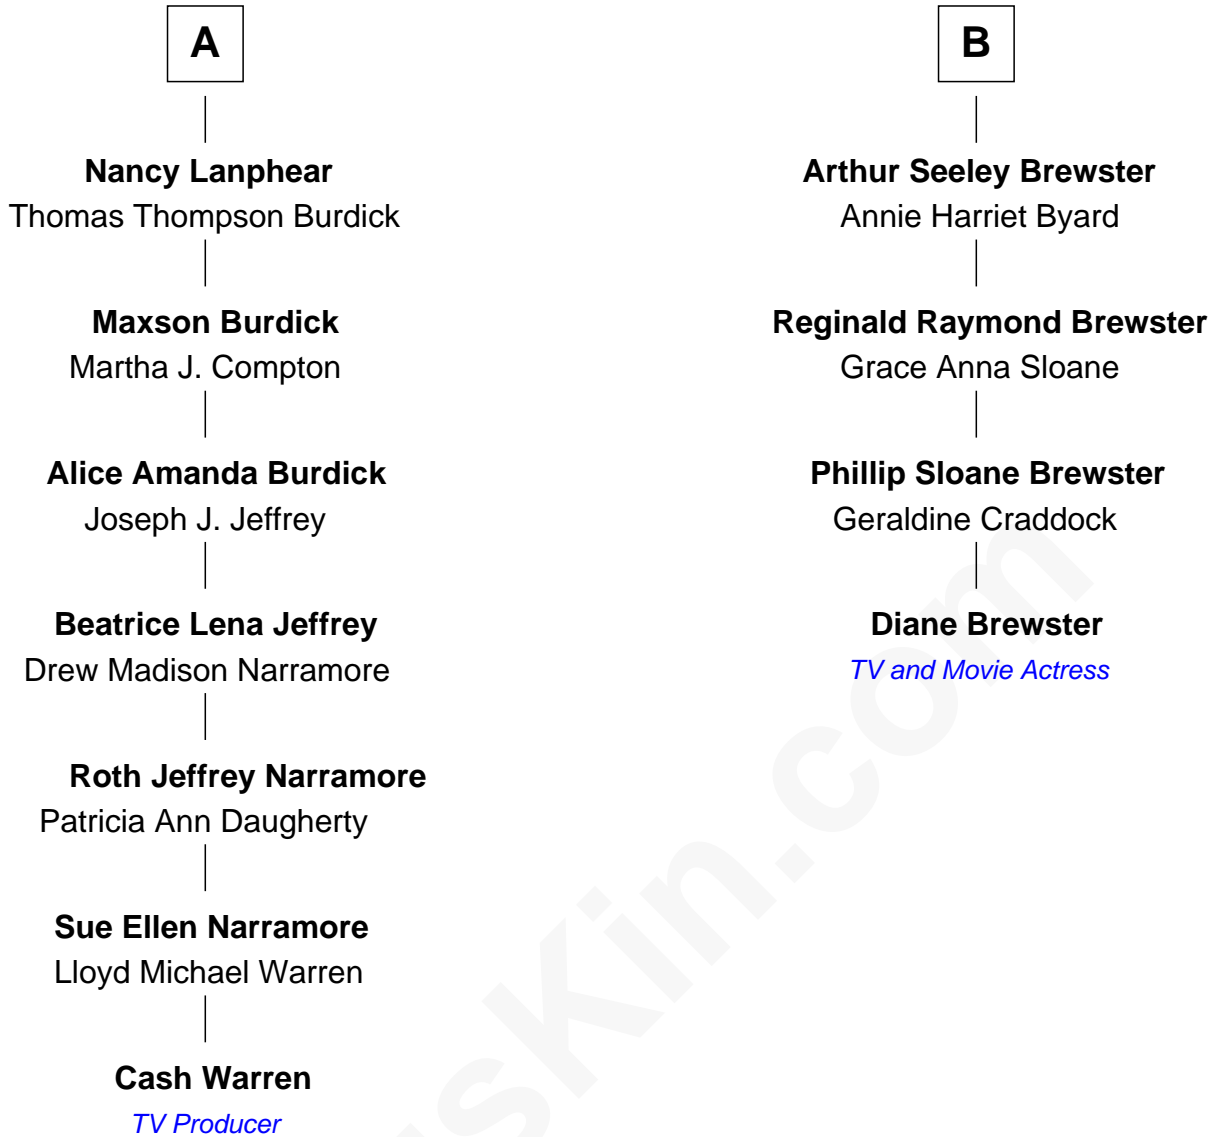 A
Nancy Lanphear
Thomas Thompson Burdick
Maxson Burdick
Martha J. Compton
Alice Amanda Burdick
Joseph J. Jeffrey
Beatrice Lena Jeffrey
Drew Madison Narramore
Roth Jeffrey Narramore
Patricia Ann Daugherty
Sue Ellen Narramore
Lloyd Michael Warren
Cash Warren
TV Producer
B
Arthur Seeley Brewster
Annie Harriet Byard
Reginald Raymond Brewster
Grace Anna Sloane
Phillip Sloane Brewster
Geraldine Craddock
Diane Brewster
TV and Movie Actress
sKin.com